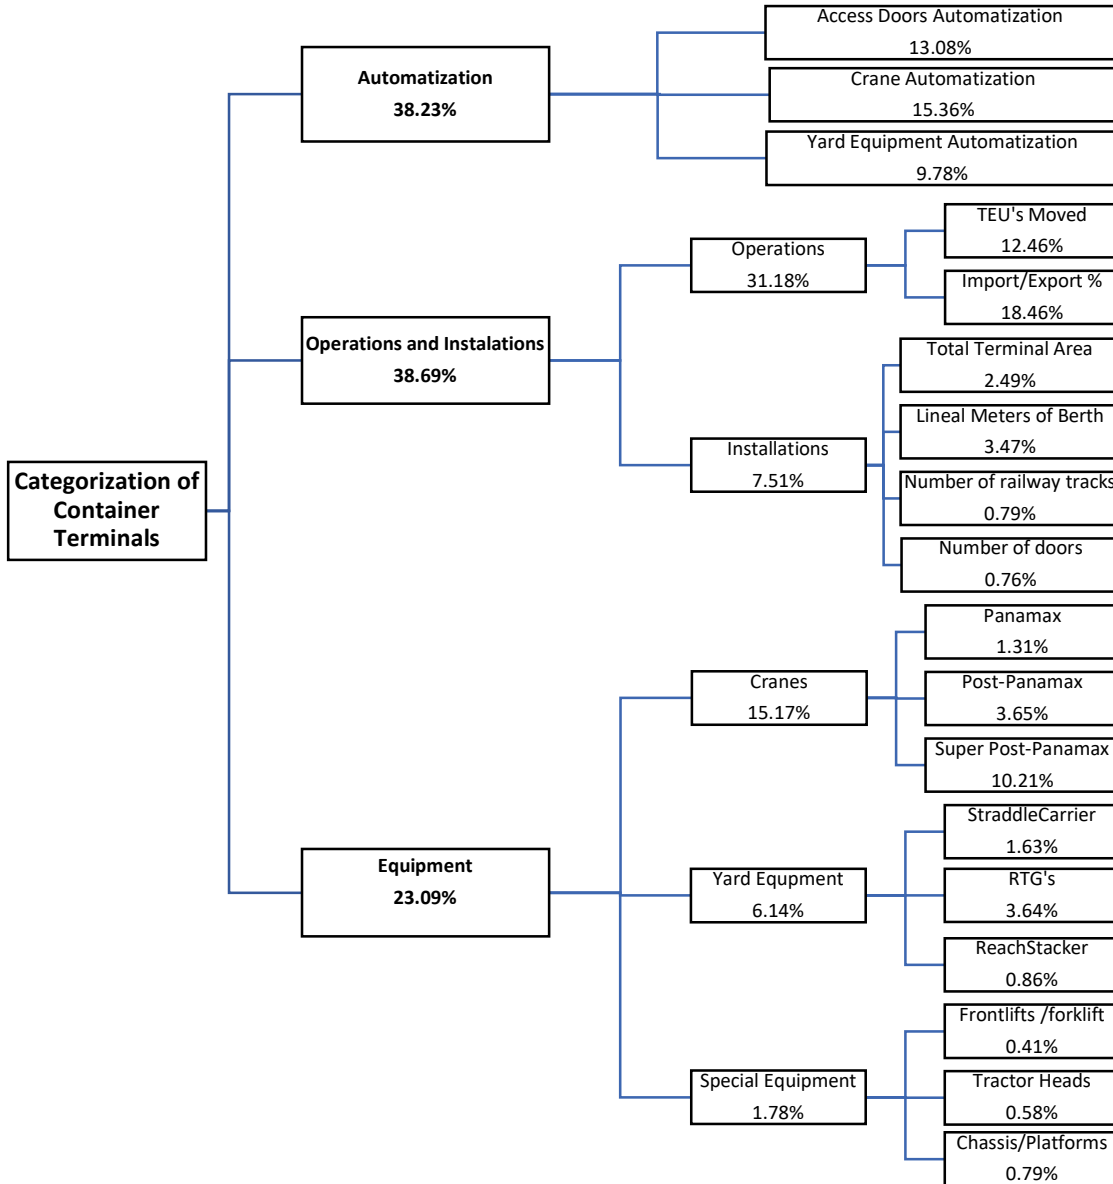 Categorization of
Container
Terminals
Automatization
38.23%
Access Doors Automatization
13.08%
Crane Automatization
15.36%
Yard Equipment Automatization
9.78%
Operations and Instalations
38.69%
Operations
31.18%
TEU's Moved
12.46%
Import/Export %
18.46%
Installations
7.51%
Total Terminal Area
2.49%
Lineal Meters of Berth
3.47%
Number of railway tracks
0.79%
Number of doors
0.76%
Equipment
23.09%
Cranes
15.17%
Panamax
1.31%
Post-Panamax
3.65%
Super Post-Panamax
10.21%
Yard Equpment
6.14%
StraddleCarrier
1.63%
RTG's
3.64%
ReachStacker
0.86%
Special Equipment
1.78%
Frontlifts /forklift
0.41%
Tractor Heads
0.58%
Chassis/Platforms
0.79%